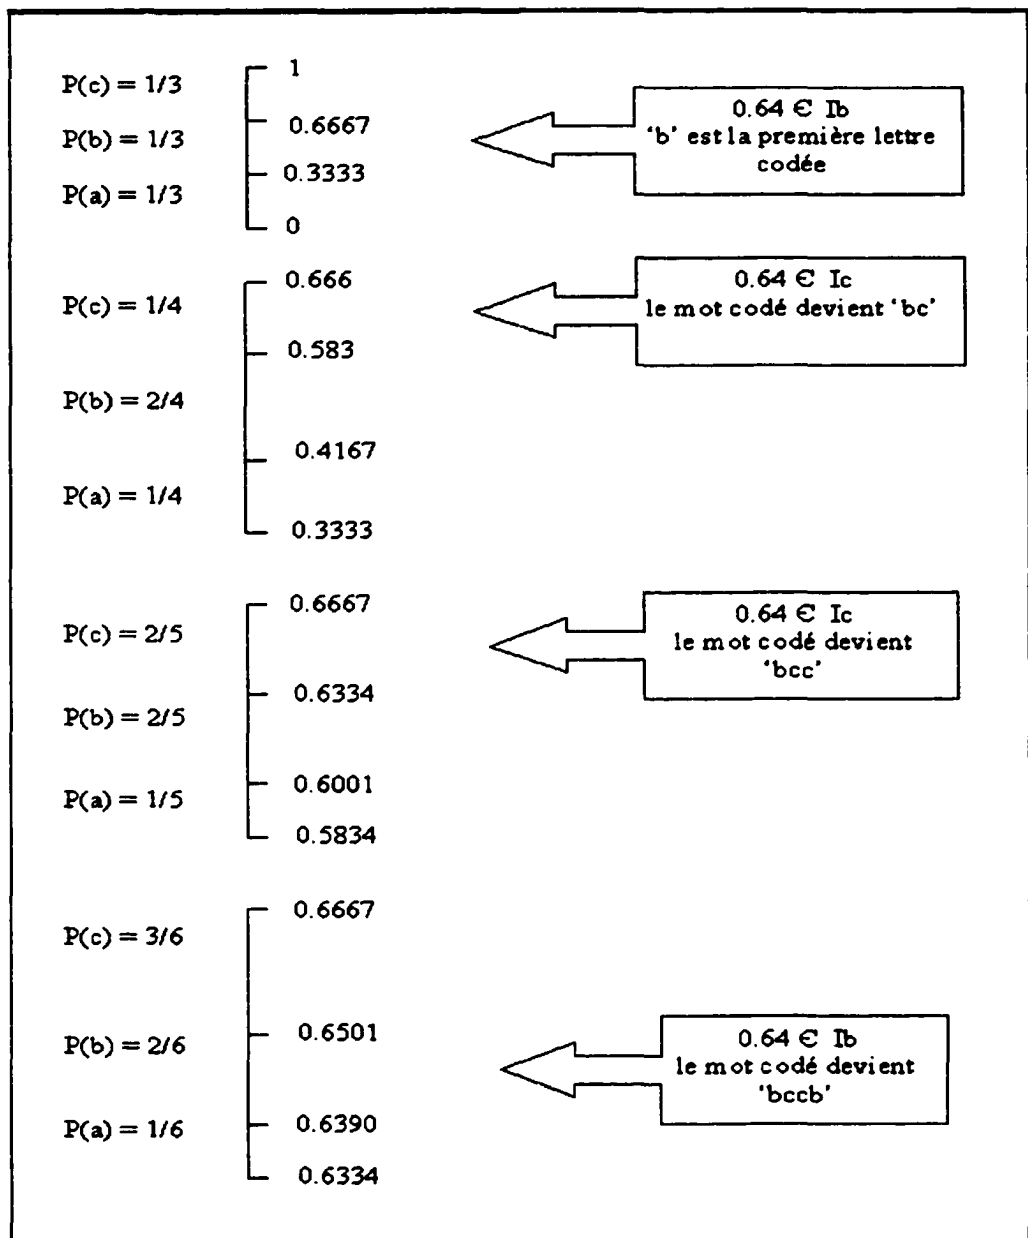 P(c) = 1/3
P(b) = 1/3
P(a) = 1/3
1
0.6667
0.3333
0
0.64 Є Ib
‘b’ est la première lettre
codée
P(c) = 1/4
P(b) = 2/4
P(a) = 1/4
0.666
0.583
0.4167
0.3333
0.64 Є Ic
le mot codé devient ‘bc’
P(c) = 2/5
P(b) = 2/5
P(a) = 1/5
0.6667
0.6334
0.6001
0.5834
0.64 Є Ic
le mot codé devient
‘bcc’
P(c) = 3/6
P(b) = 2/6
P(a) = 1/6
0.6667
0.6501
0.6390
0.6334
0.64 Є Ib
le mot codé devient
‘bccb’